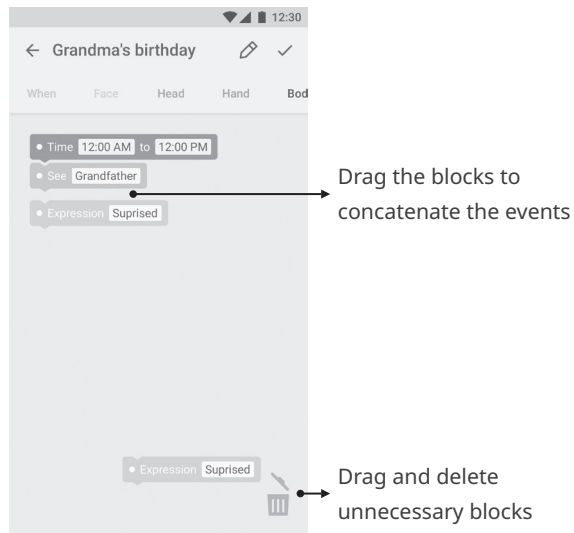 12:30
Grandma's birthday
When Face Head Hand Bod
Time 12:00 AM to 12:00 PM
See Grandfather
Expression Suprised
Drag the blocks to
concatenate the events
Expression Suprised
Drag and delete
unnecessary blocks